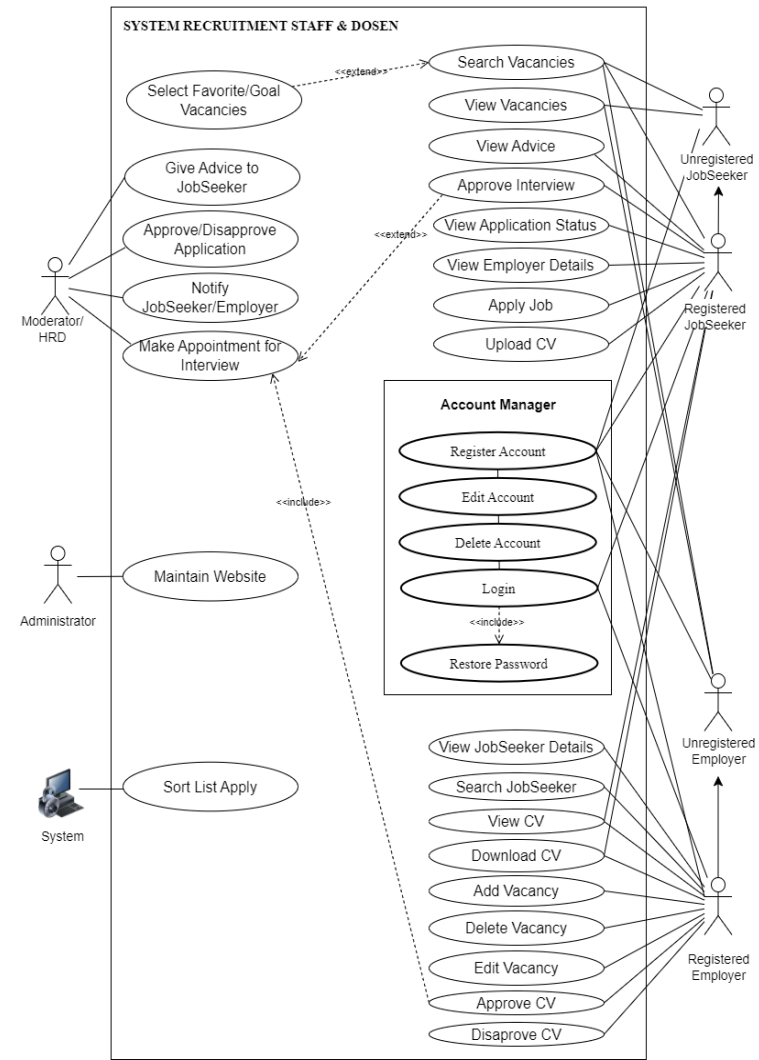 SYSTEM RECRUITMENT STAFF & DOSEN
Select Favorite/Goal
Vacancies
<<extend>>
Search Vacancies
View Vacancies
View Advice
Approve Interview
View Application Status
View Employer Details
Apply Job
Upload CV
Give Advice to
JobSeeker
Approve/Disapprove
Application
Notify
JobSeeker/Employer
Make Appointment for
Interview
<<extend>>
Moderator/
HRD
Unregistered
JobSeeker
Registered
JobSeeker
Account Manager
Register Account
Edit Account
Delete Account
Login
<<include>>
Restore Password
<<include>>
Maintain Website
Administrator
Sort List Apply
System
Unregistered
Employer
View JobSeeker Details
Search JobSeeker
View CV
Download CV
Add Vacancy
Delete Vacancy
Edit Vacancy
Approve CV
Disaprove CV
Registered
Employer